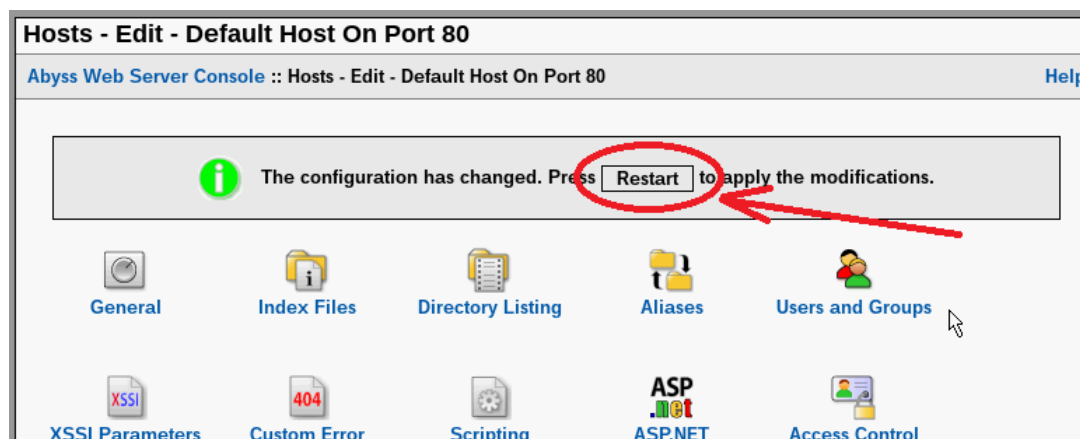 Hosts - Edit - Default Host On Port 80
Abyss Web Server Console :: Hosts - Edit - Default Host On Port 80
Help
i
The configuration has changed. Press Restart to apply the modifications.
i
General Index Files Directory Listing Aliases Users and Groups
XSSI 404 ASP
.net
XSSI Parameters Custom Error Scripting ASP.NET Access Control